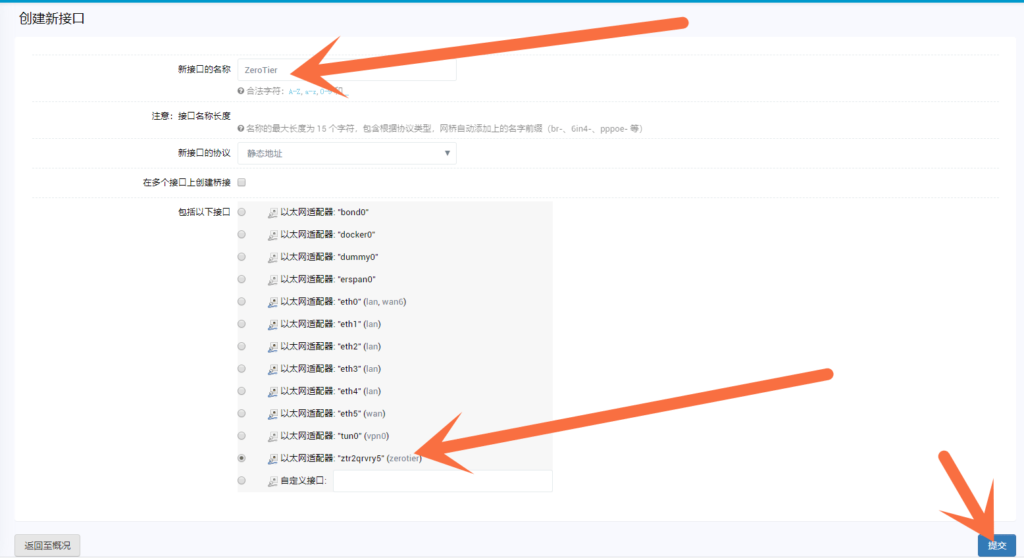 创建新接口
新接口的名称 ZeroTier
合法字符：A-Z, a-z, 0-9
注意：接口名称长度
名称的最大长度为 15 个字符，包含根据协议类型、网桥自动添加上的名字前缀（br-、6in4-、pppoe- 等）
新接口的协议 静态地址
在多个接口上创建桥接
包括以下接口 以太网适配器: "bond0"
以太网适配器: "docker0"
以太网适配器: "dummy0"
以太网适配器: "erspan0"
以太网适配器: "eth0" (lan, wan6)
以太网适配器: "eth1" (lan)
以太网适配器: "eth2" (lan)
以太网适配器: "eth3" (lan)
以太网适配器: "eth4" (lan)
以太网适配器: "eth5" (wan)
以太网适配器: "tun0" (vpn0)
以太网适配器: "ztr2qrvry5" (zerotier)
自定义接口:
返回至概况 提交